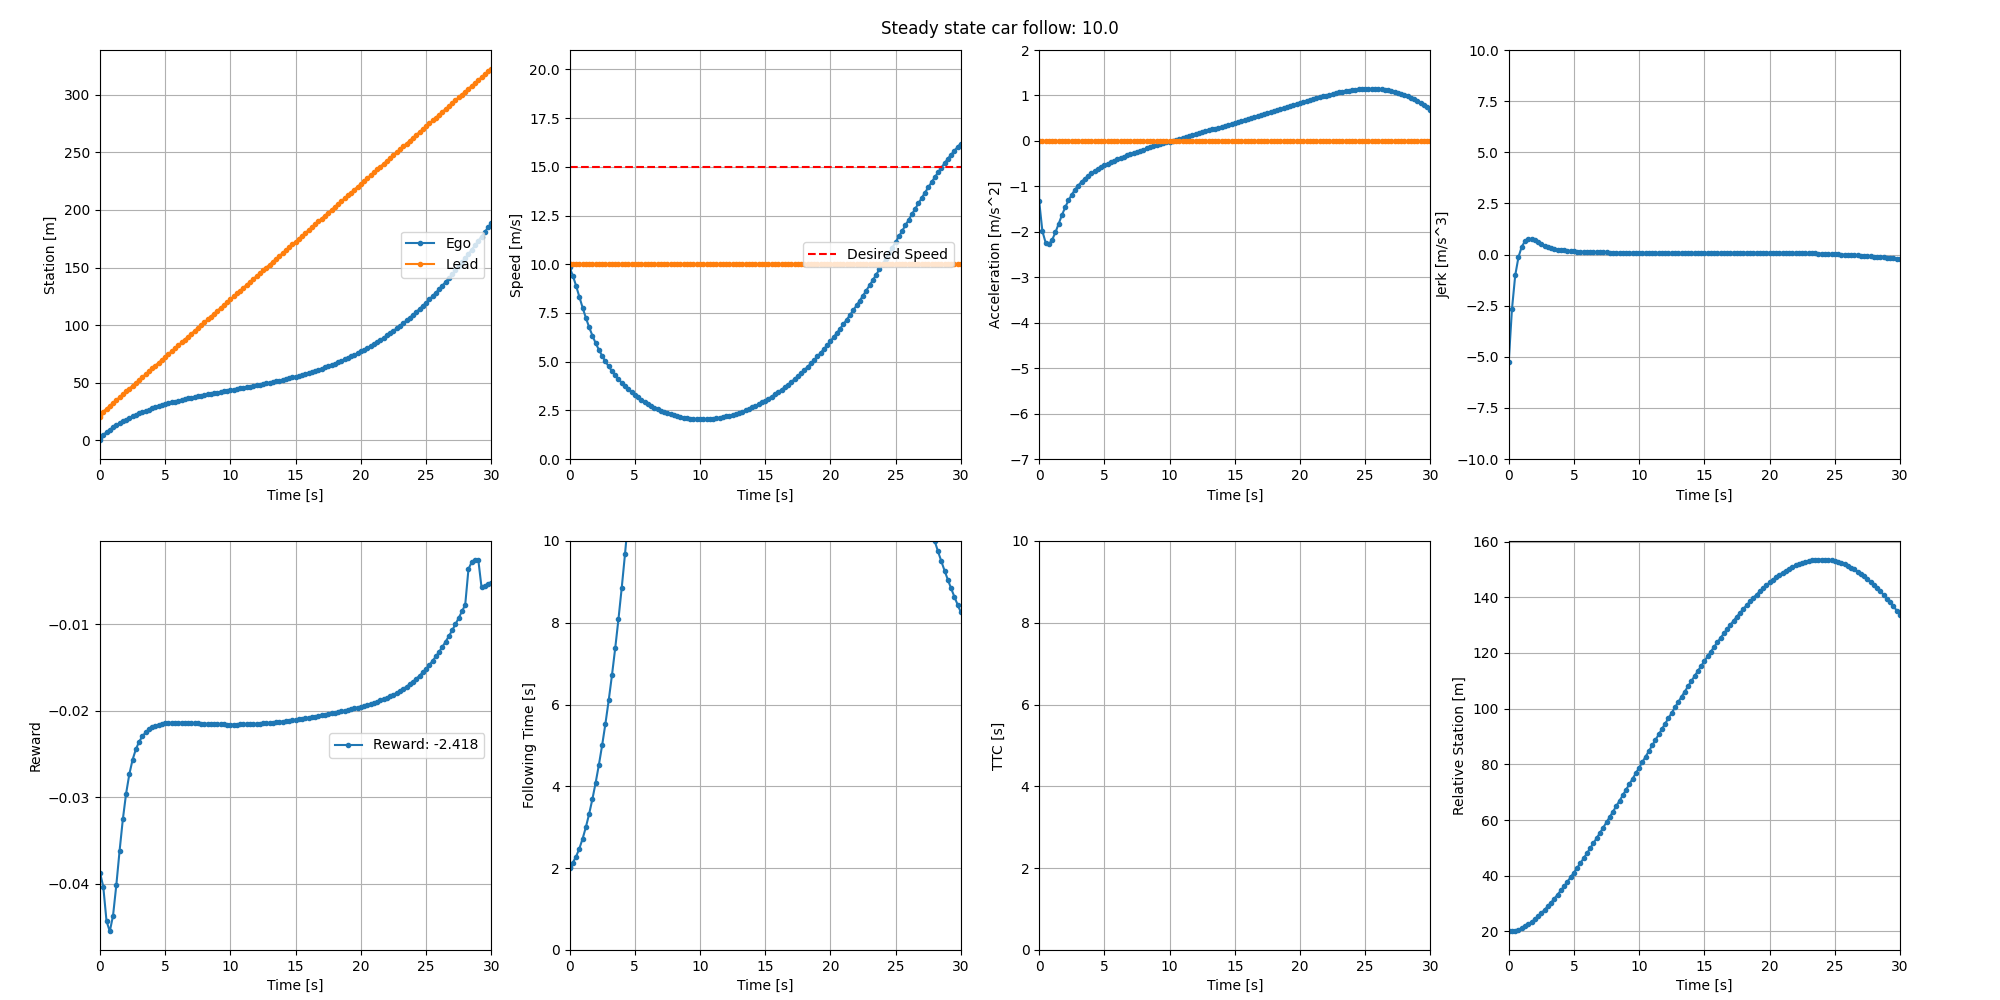 Steady state car follow: 10.0
Station [m]
300
250
200
150
100
50
0
Ego
Lead
0 5 10 15 20 25 30
Time [s]
Speed [m/s]
20.0
17.5
15.0
12.5
10.0
7.5
5.0
2.5
0.0
Desired Speed
0 5 10 15 20 25 30
Time [s]
Acceleration [m/s^2]
2
1
0
−1
−2
−3
−4
−5
−6
−7
0 5 10 15 20 25 30
Time [s]
Jerk [m/s^3]
10.0
7.5
5.0
2.5
0.0
−2.5
−5.0
−7.5
−10.0
0 5 10 15 20 25 30
Time [s]
Reward
−0.01
−0.02
−0.03
−0.04
Reward: -2.418
0 5 10 15 20 25 30
Time [s]
Following Time [s]
10
8
6
4
2
0
0 5 10 15 20 25 30
Time [s]
TTC [s]
10
8
6
4
2
0
0 5 10 15 20 25 30
Time [s]
Relative Station [m]
160
140
120
100
80
60
40
20
0 5 10 15 20 25 30
Time [s]